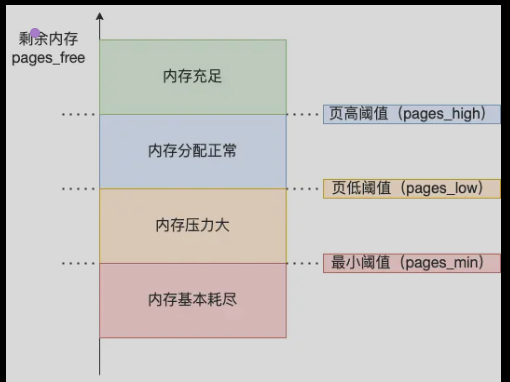 剩余内存
pages_free
内存充足
页高阈值（pages_high）
内存分配正常
页低阈值（pages_low）
内存压力大
最小阈值（pages_min）
内存基本耗尽